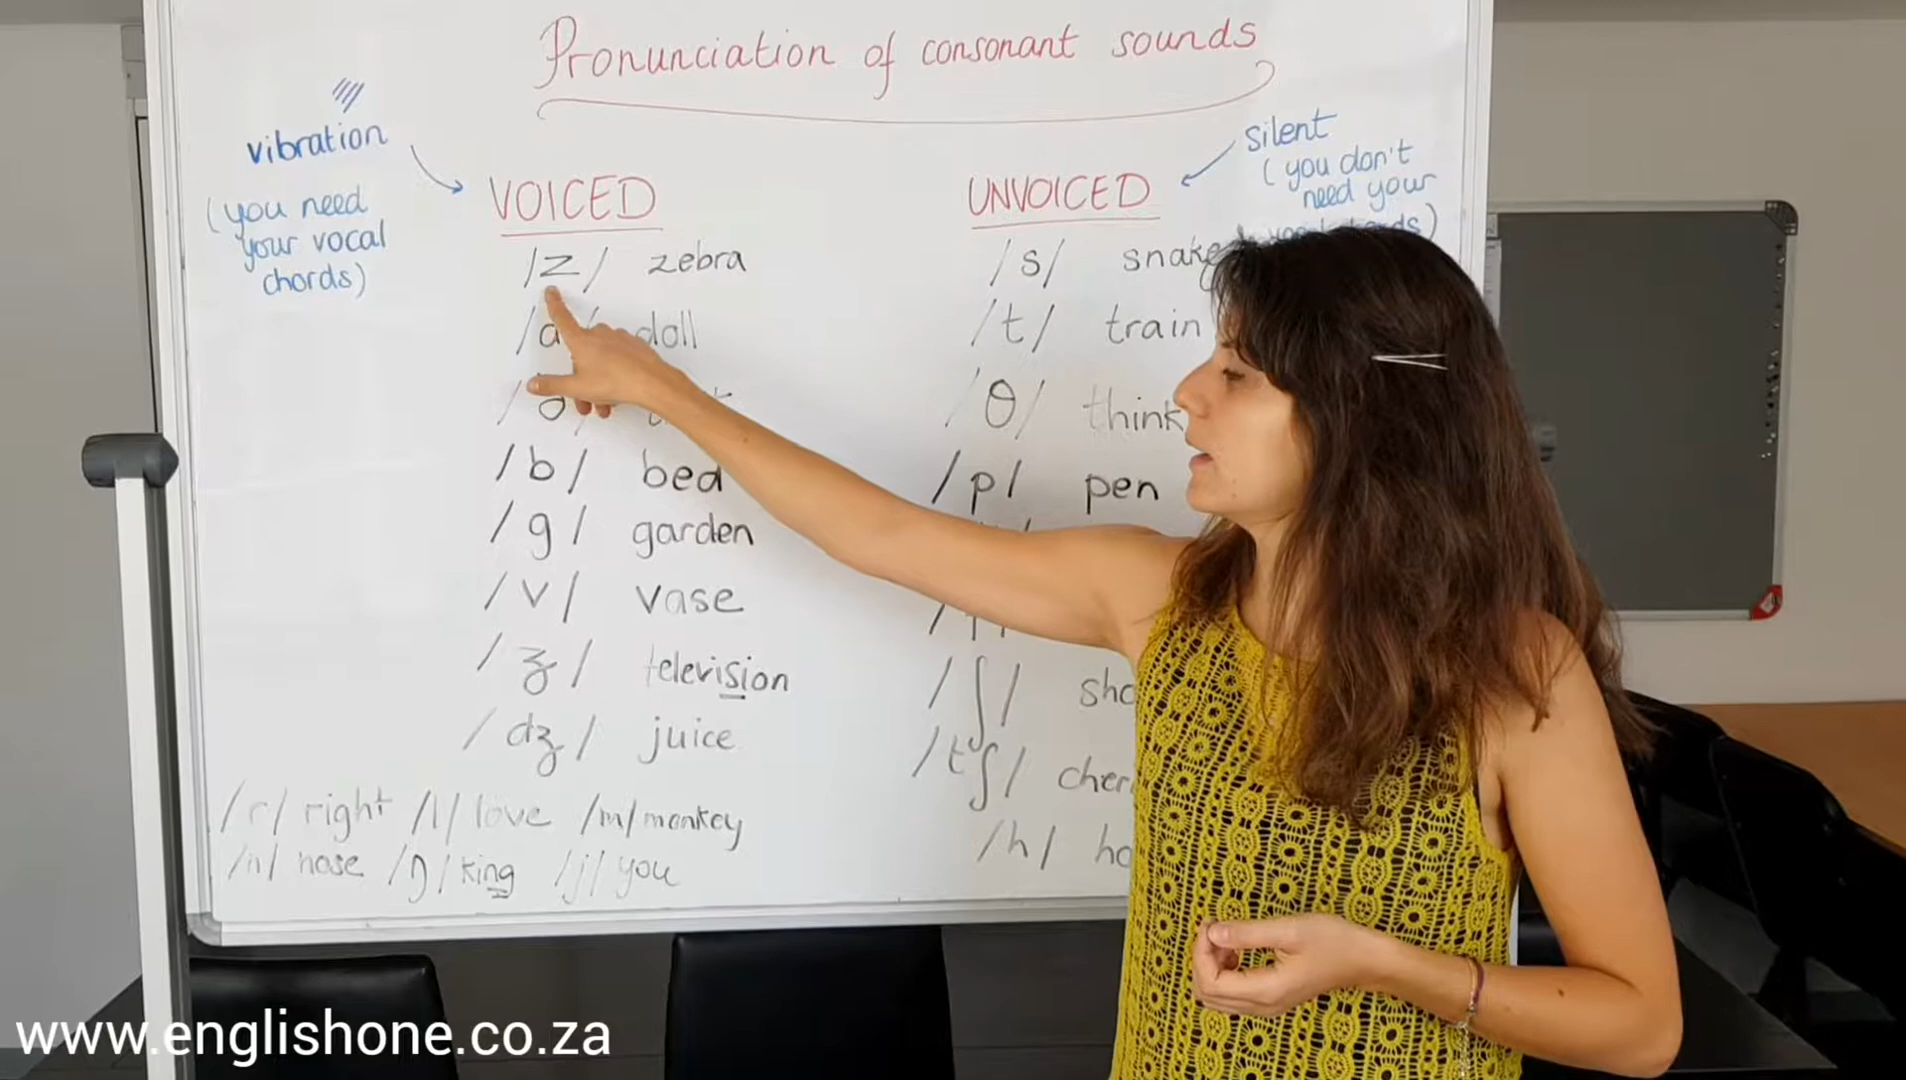 Pronunciation of consonant sounds
vibration
(you need
your vocal
chords)
silent
(you don't
need your
VOICED
UNVOICED
/z/ zebra
/s/ snake
doll
/t/ train
/θ/ think
/b/ bed
/p/ pen
/g/ garden
/v/ vase
/ʒ/ television
/ʃ/
/dʒ/ juice
/tʃ/
/h/
/r/ right /l/ love /m/ monkey
/n/ nose /ŋ/ king /j/ you
www.englishone.co.za